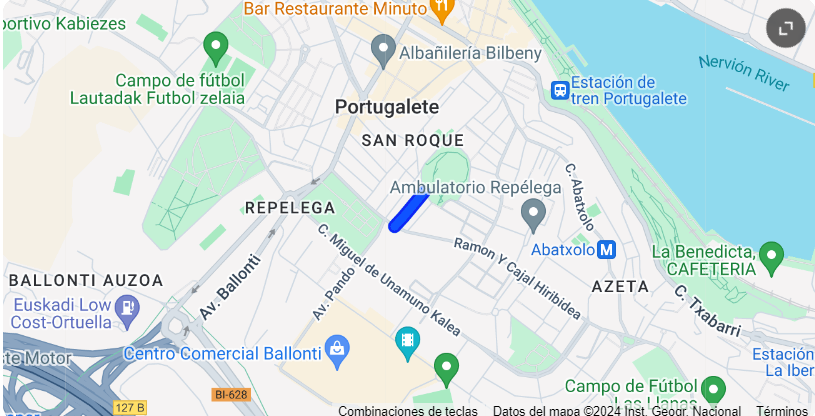 Bar Restaurante Minuto
portivo Kabiezes
Albañilería Bilbeny
Nervión River
Campo de fútbol
Lautadak Futbol zelaia
Estación de
tren Portugalete
Portugalete
SAN ROQUE
C. Abatxolo
Ambulatorio Repélega
REPELEGA
Abatxolo M
Ramon Y Cajal Hiribidea
C. Miguel de Unamuno Kalea
La Benedicta,
CAFETERIA
BALLONTI AUZOA
Av. Ballonti
Av. Pando
AZETA
C. Txabarri
Euskadi Low
Cost-Ortuella
ste Motor
Centro Comercial Ballonti
Estación
La Iber
BI-628
127 B
Campo de Fútbol
Las Llanas
Combinaciones de teclas
Datos del mapa ©2024 Inst. Geogr. Nacional
Términos